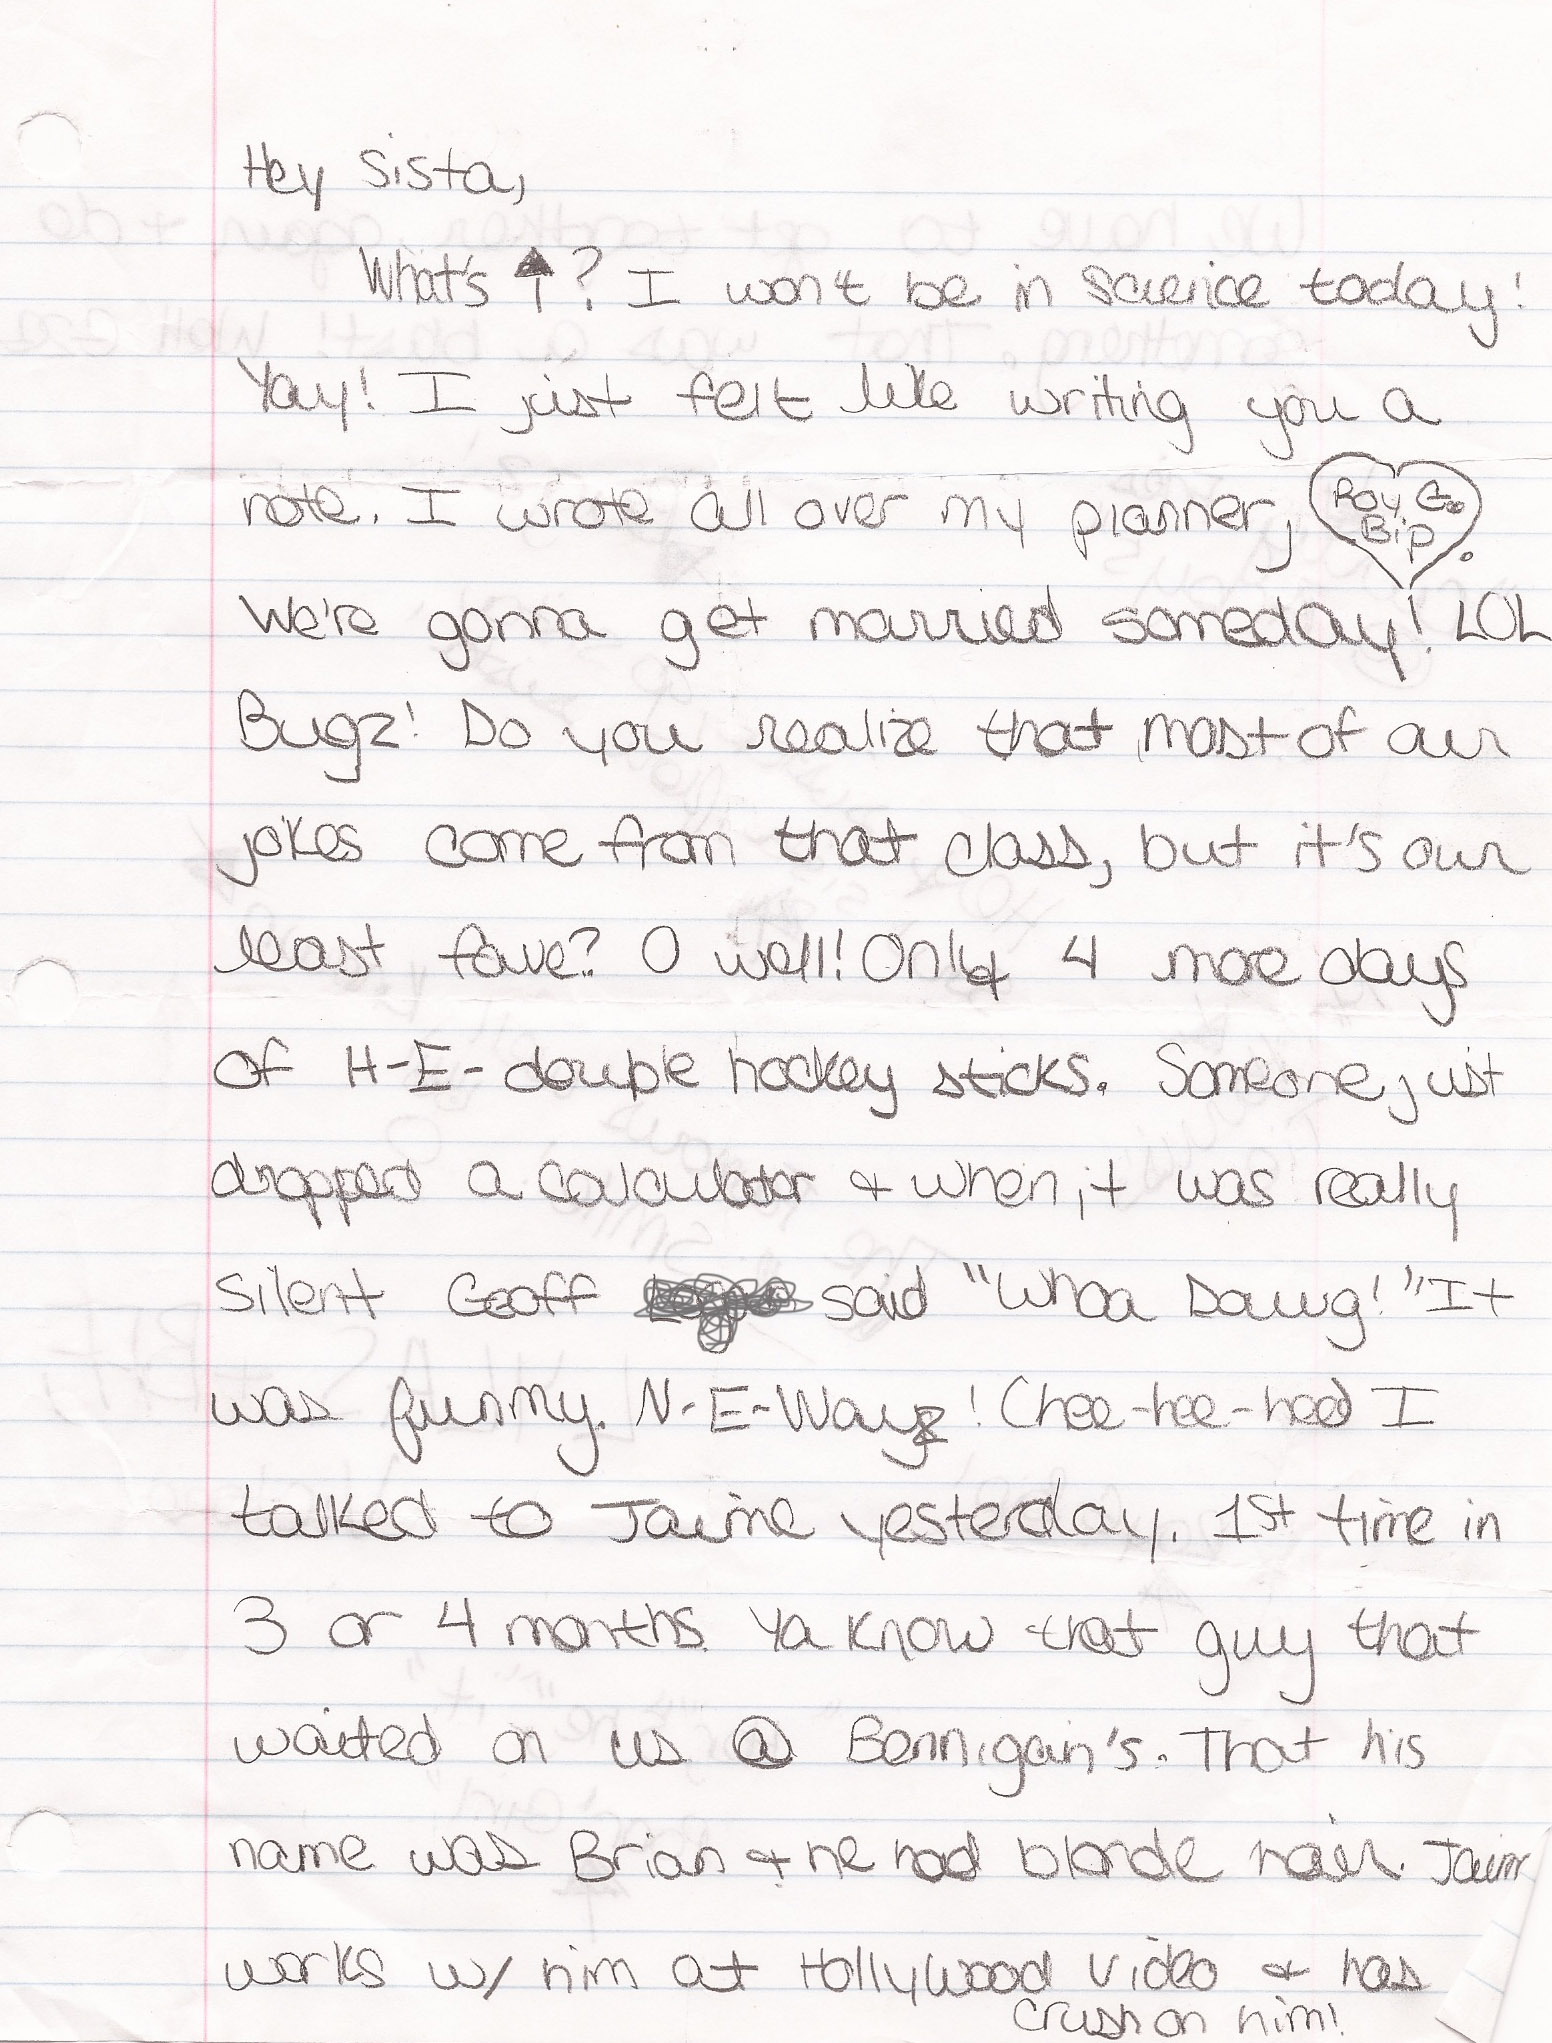 Hey Sista,
What's ↑? I won't be in science today!
Yay! I just felt like writing you a
note. I wrote all over my planner, Roy G. Bip.
We're gonna get married someday! LOL
Bugz! Do you realize that most of our
jokes come from that class, but it's our
least fave? O well! Only 4 more days
of H-E-double hockey sticks. Someone just
dropped a calculator & when it was really
silent Geoff said "Whoa Dawg!" It
was funny. N-E-Wayz! Chee-hee-hee! I
talked to Jaime yesterday. 1st time in
3 or 4 months. Ya know that guy that
waited on us @ Bennigain's. That his
name was Brian & he had blonde hair. Jaim
works w/ him at Hollywood Video & has
crush on him!